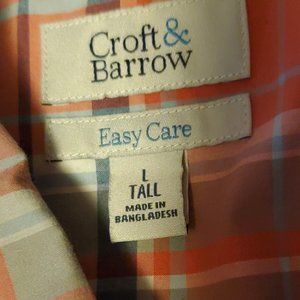 Croft&
Barrow
Easy Care
L
TALL
MADE IN
BANGLADESH